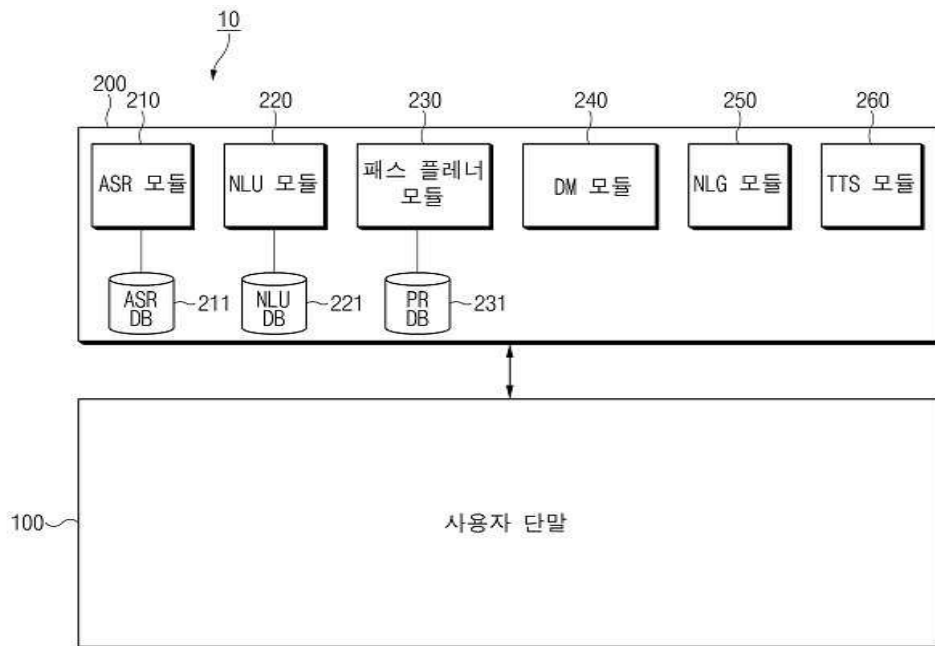 10
200
210
220
230
240
250
260
ASR 모듈
NLU 모듈
패스 플래너
모듈
DM 모듈
NLG 모듈
TTS 모듈
ASR
DB
211
NLU
DB
221
PR
DB
231
100
사용자 단말